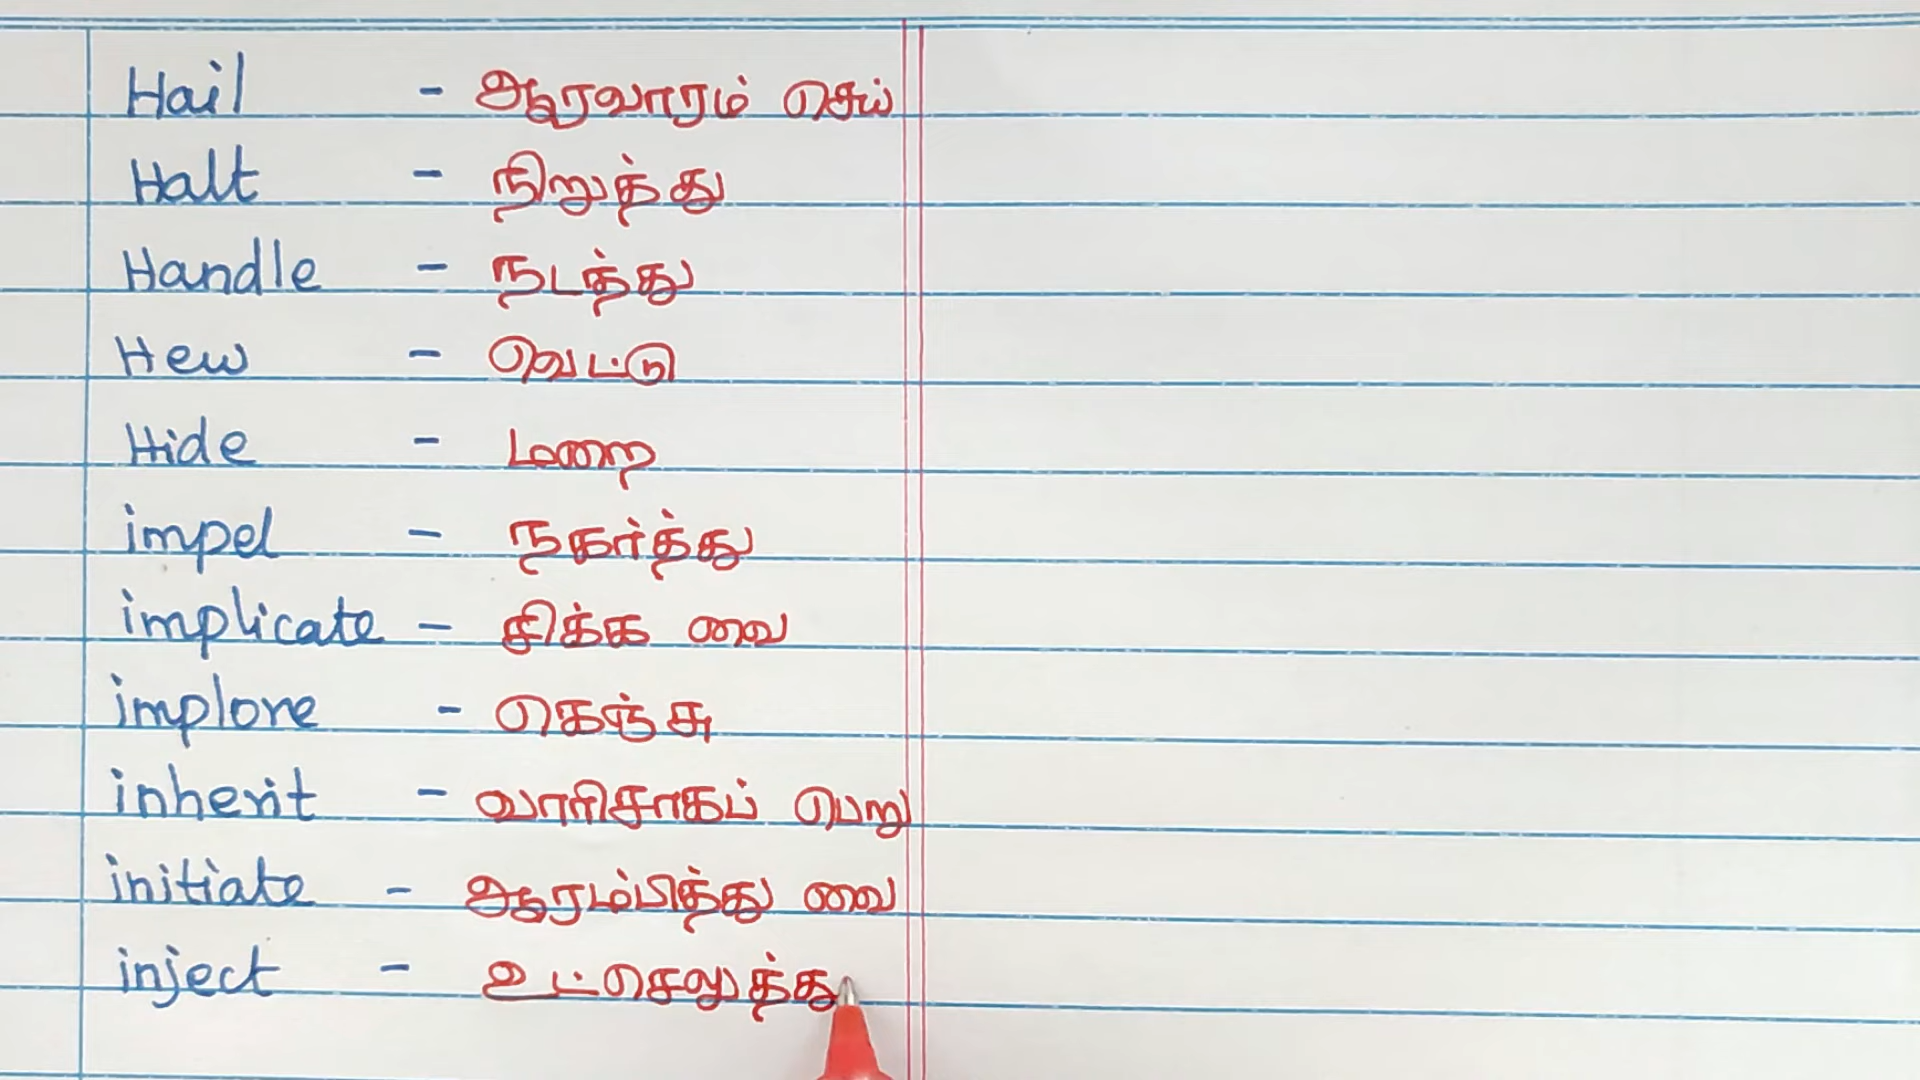 Hail - ஆரவாரம் செய்
Halt - நிறுத்து
Handle - நடத்து
Hew - வெட்டு
Hide - மறை
impel - நகர்த்து
implicate - சிக்க வை
implore - கெஞ்சு
inherit - வாரிசாகப் பெறு
initiate - ஆரம்பித்து வை
inject - உட்செலுத்து